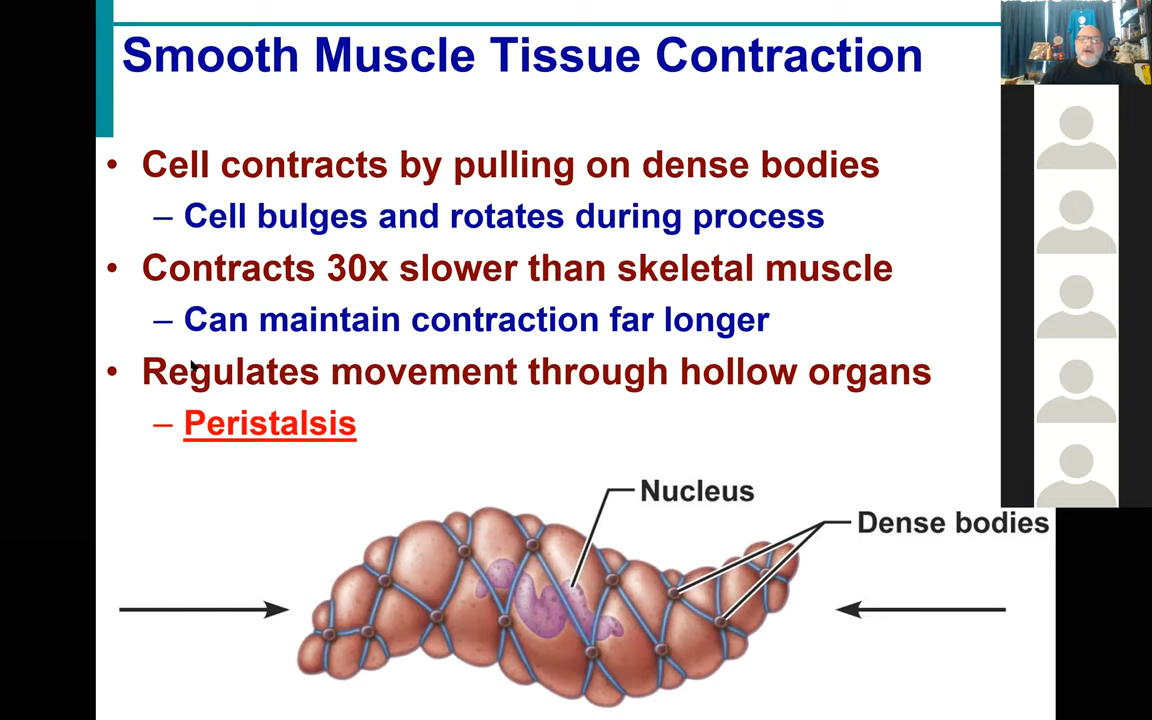 Smooth Muscle Tissue Contraction
• Cell contracts by pulling on dense bodies
– Cell bulges and rotates during process
• Contracts 30x slower than skeletal muscle
– Can maintain contraction far longer
• Regulates movement through hollow organs
– Peristalsis
Nucleus
Dense bodies